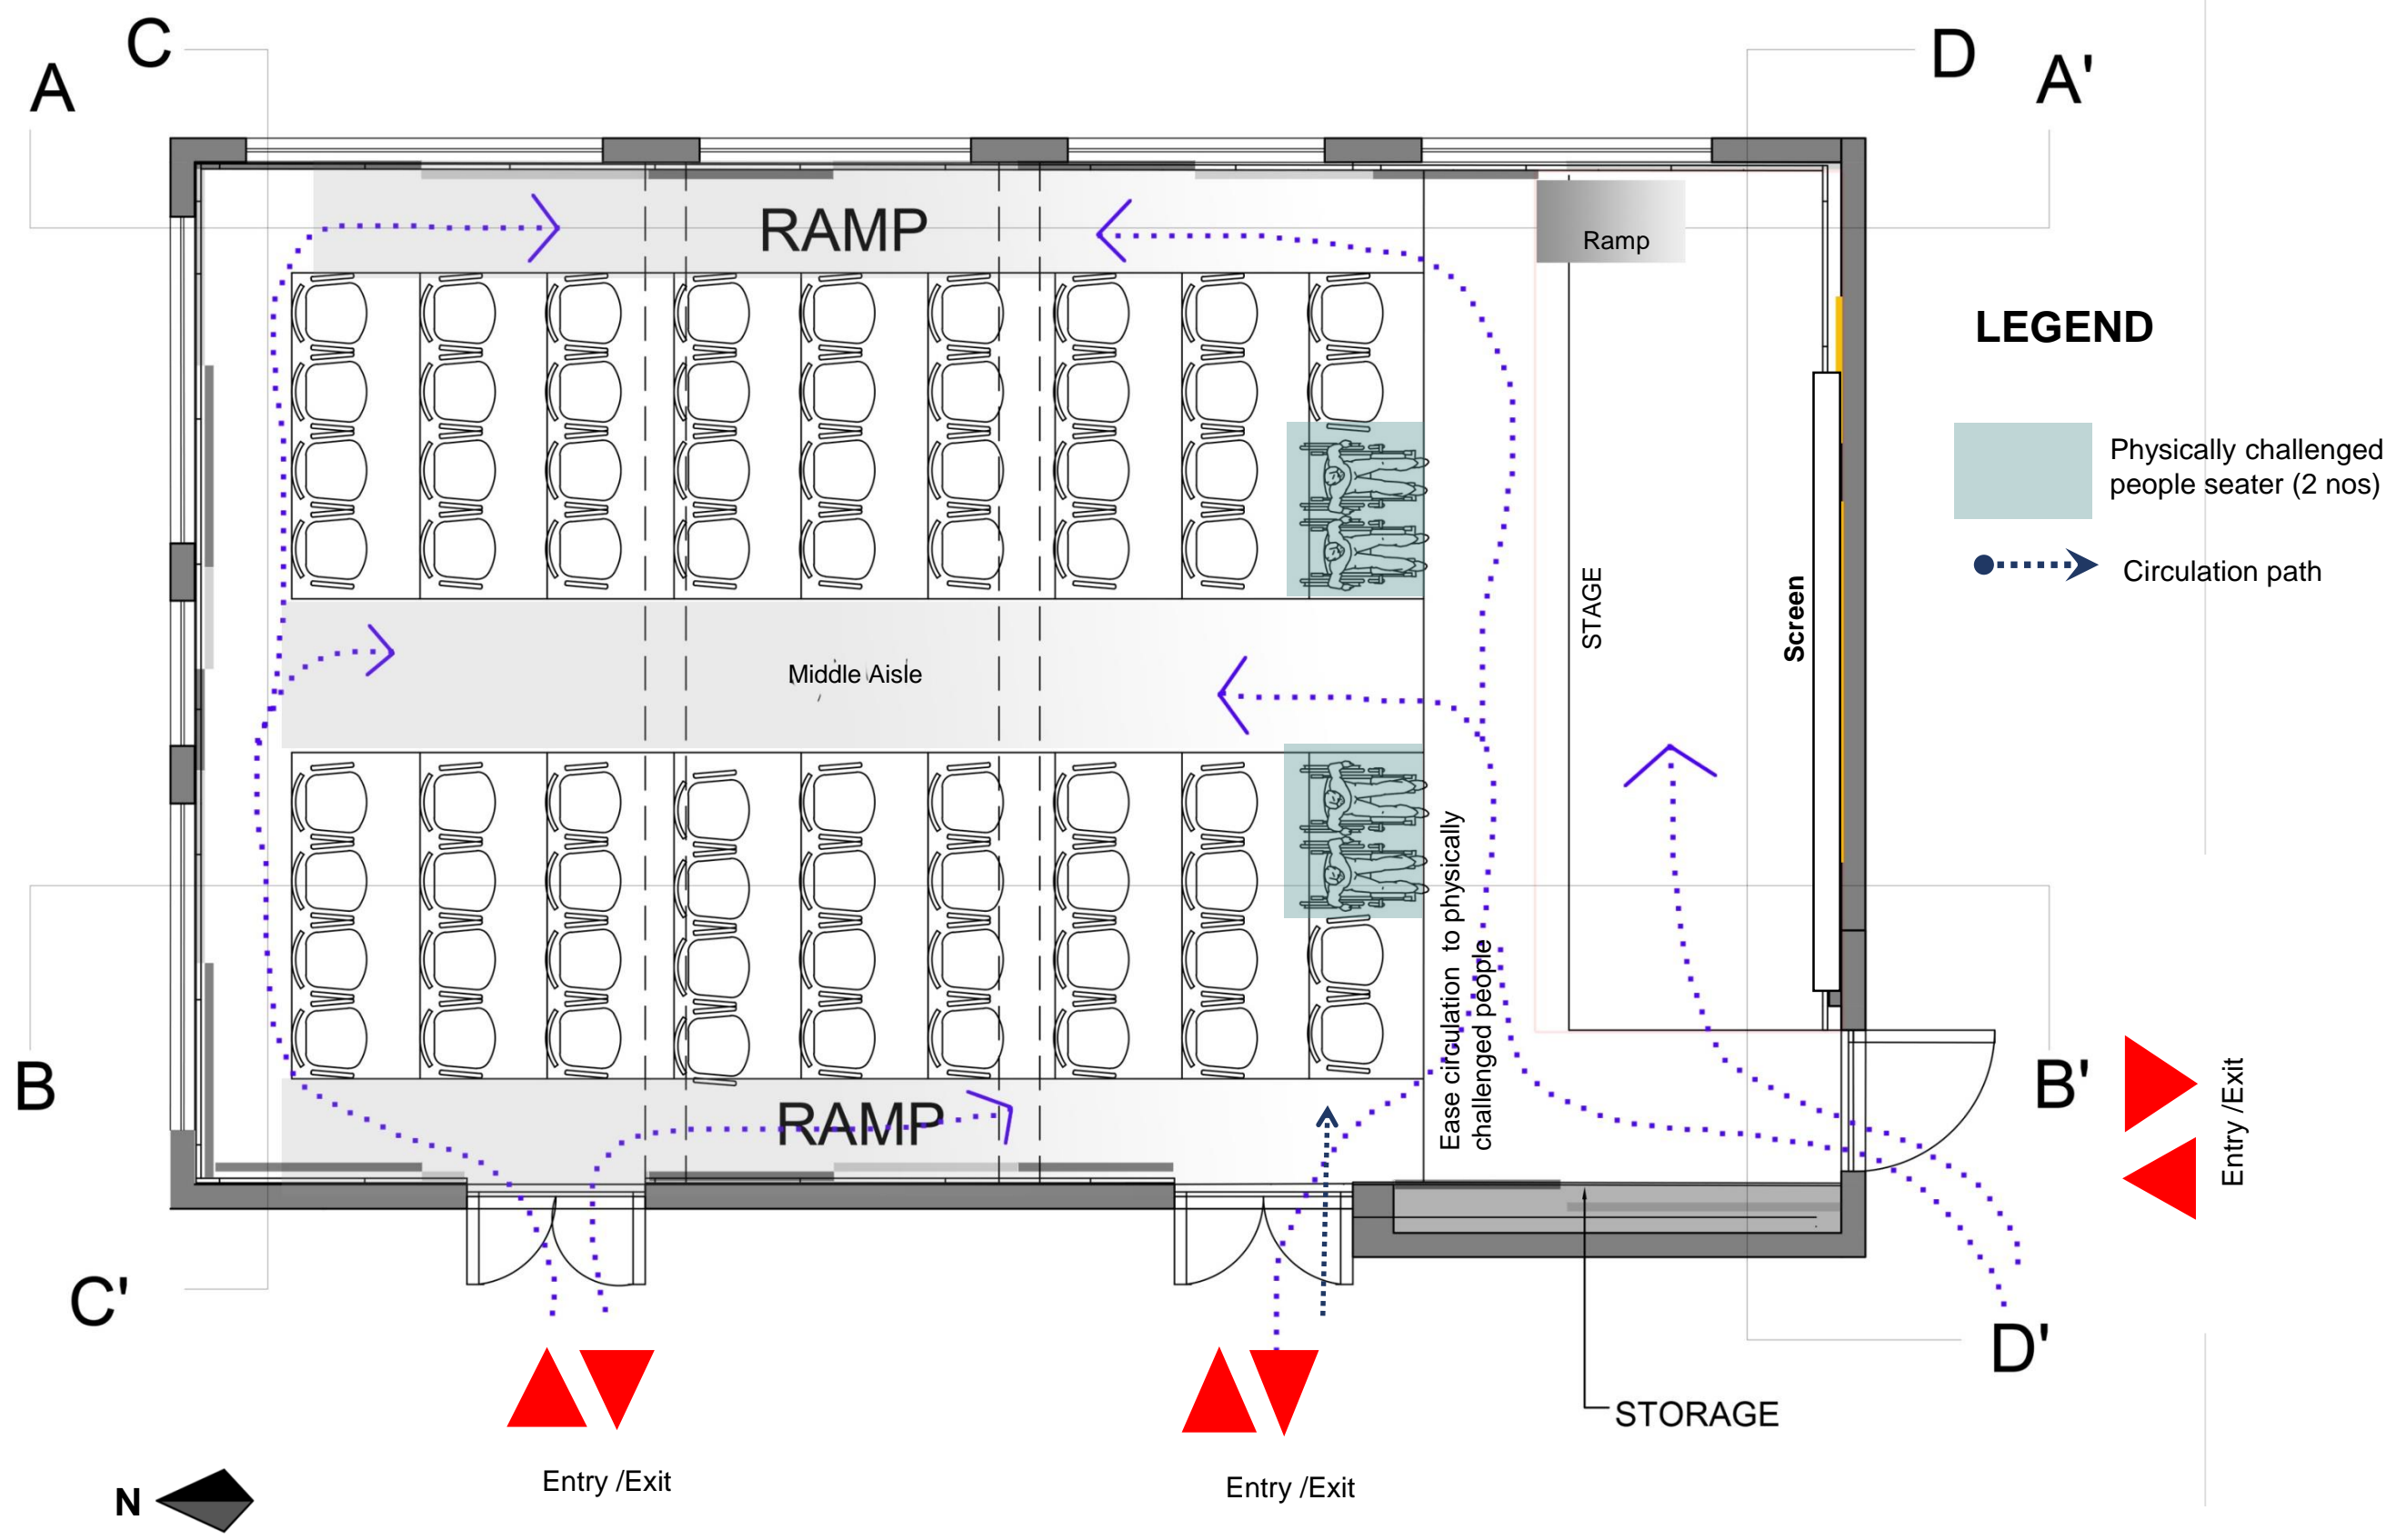 C
D
A
A'
RAMP
Ramp
LEGEND
Physically challenged
people seater (2 nos)
Circulation path
STAGE
Screen
Middle Aisle
Ease circulation to physically
challenged people
RAMP
B
B'
Entry /Exit
C'
D'
STORAGE
Entry /Exit
Entry /Exit
N